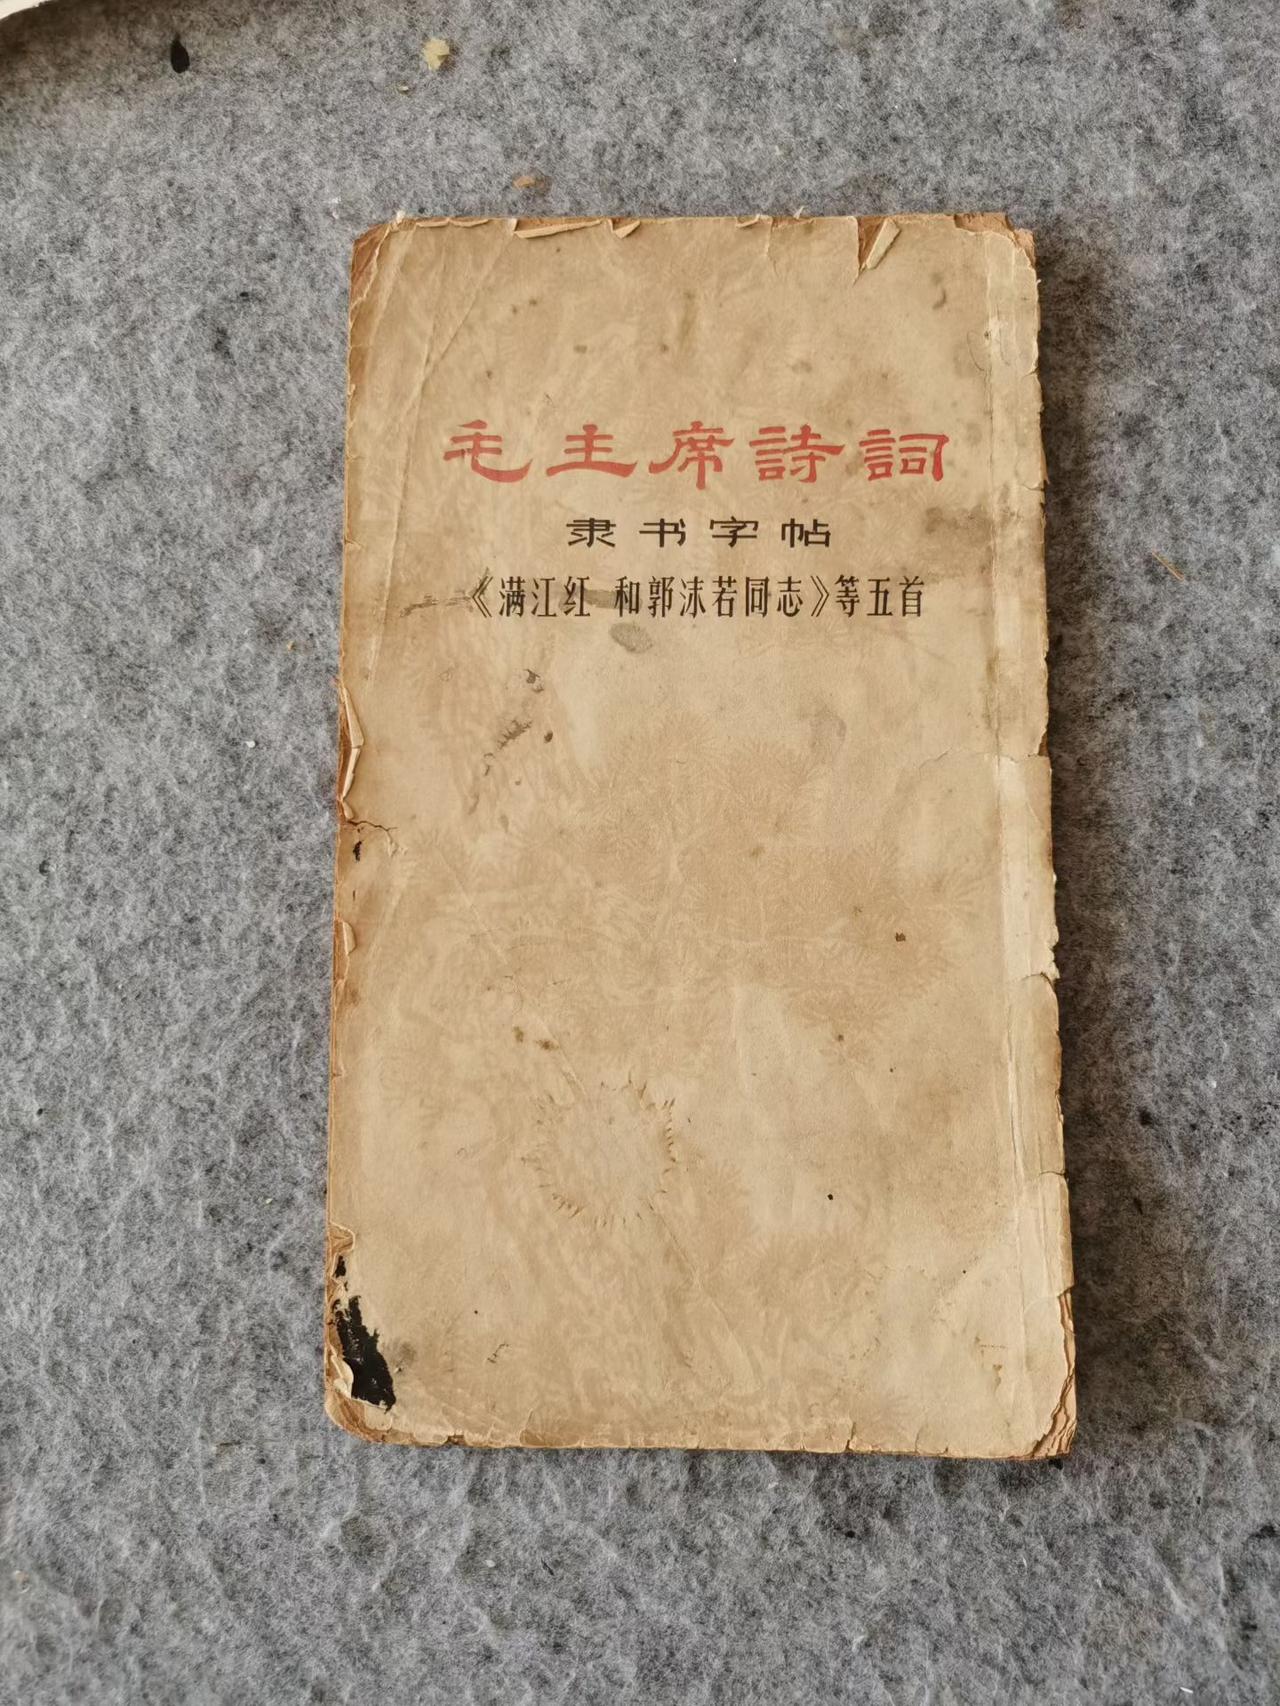 毛主席詩詞
隶书字帖
《满江红 和郭沫若同志》等五首